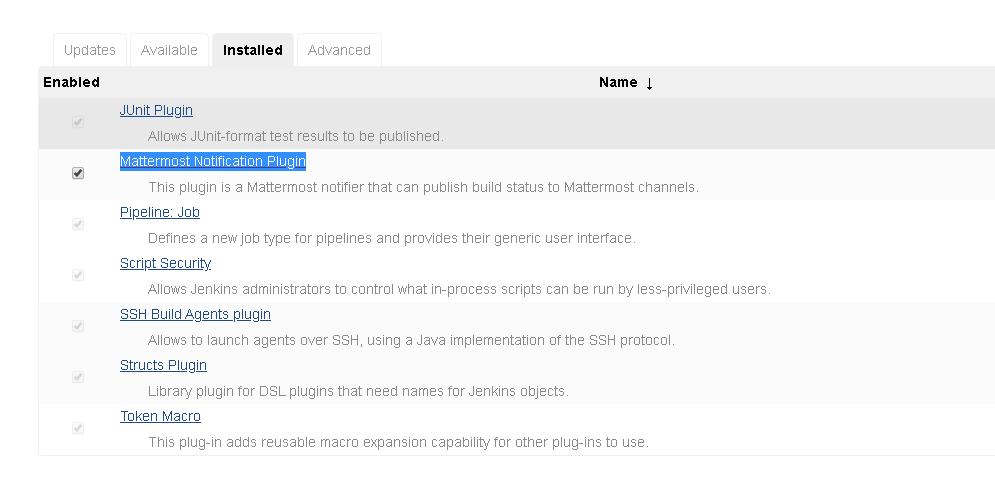 Updates Available Installed Advanced
Enabled Name ↓
JUnit Plugin
Allows JUnit-format test results to be published.
Mattermost Notification Plugin
This plugin is a Mattermost notifier that can publish build status to Mattermost channels.
Pipeline: Job
Defines a new job type for pipelines and provides their generic user interface.
Script Security
Allows Jenkins administrators to control what in-process scripts can be run by less-privileged users.
SSH Build Agents plugin
Allows to launch agents over SSH, using a Java implementation of the SSH protocol.
Structs Plugin
Library plugin for DSL plugins that need names for Jenkins objects.
Token Macro
This plug-in adds reusable macro expansion capability for other plug-ins to use.